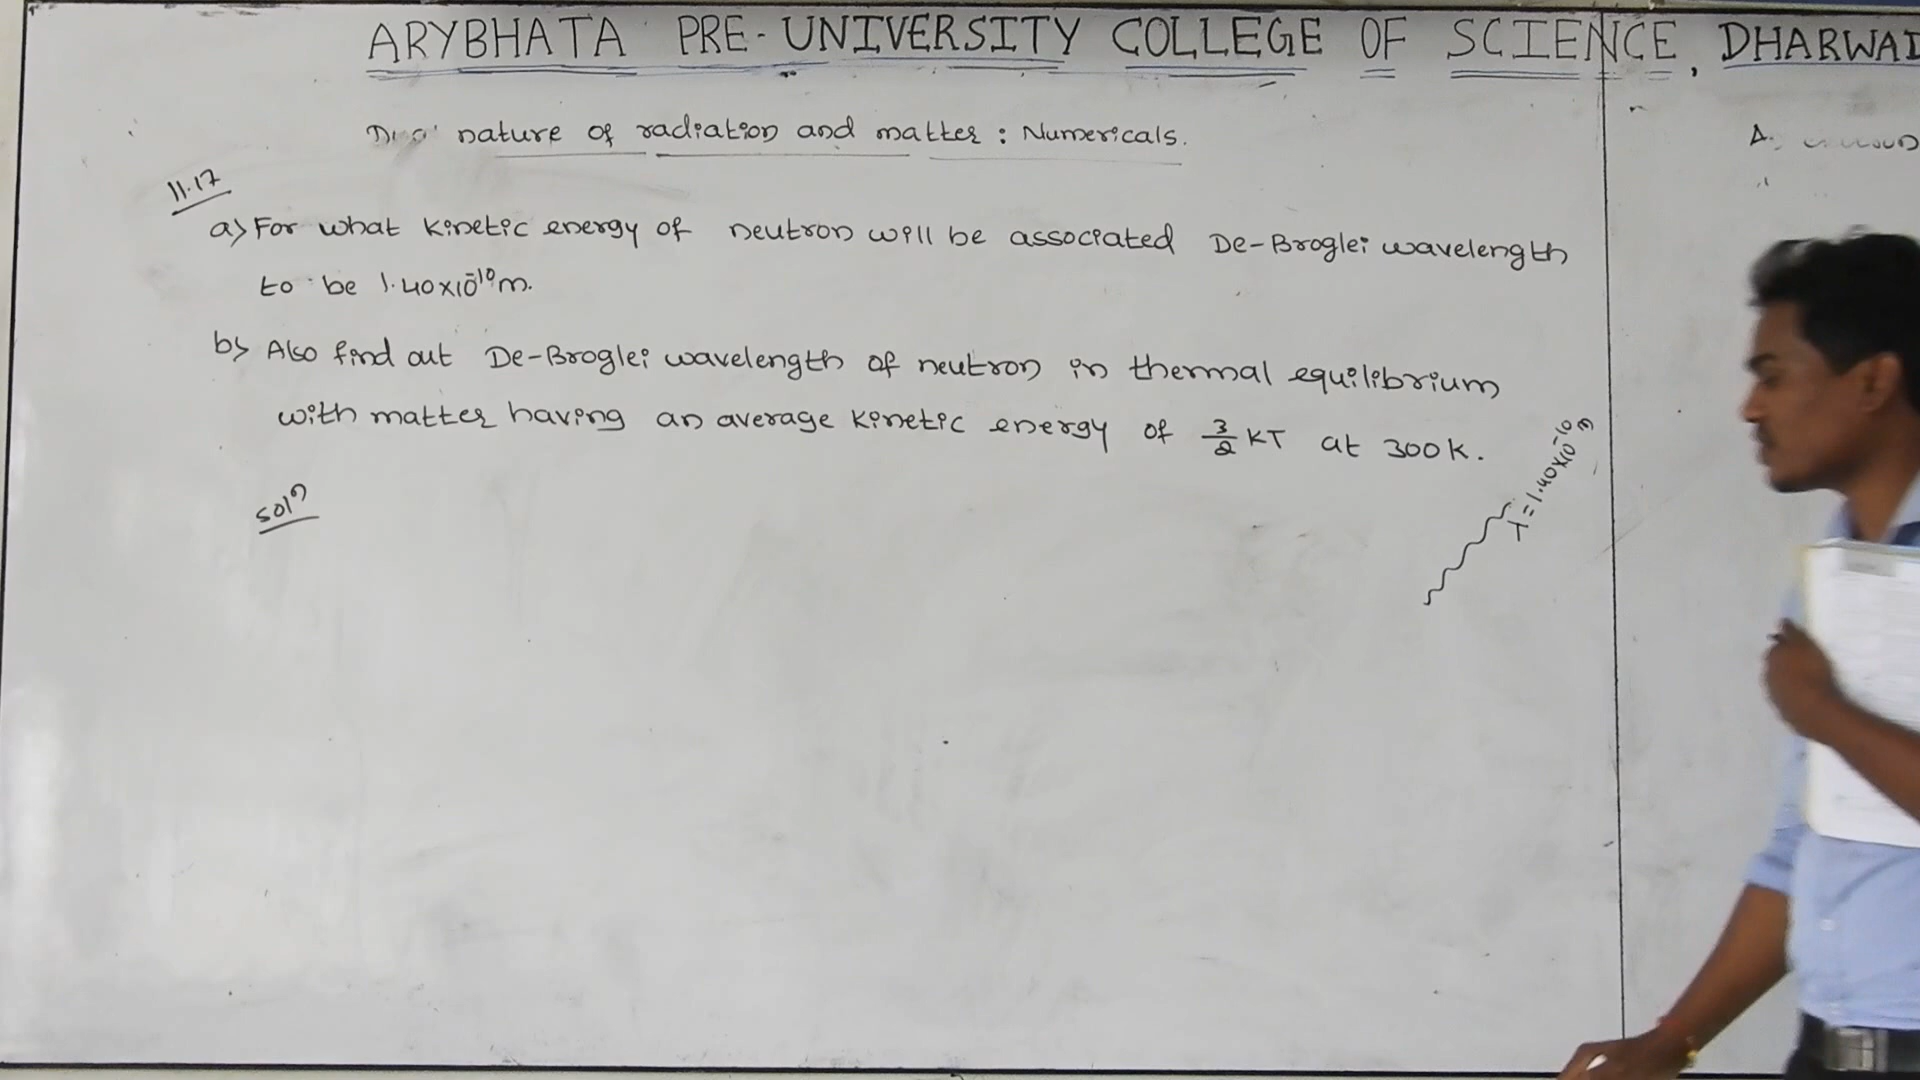 ARYBHATA PRE-UNIVERSITY COLLEGE OF SCIENCE, DHARWAD
nature of radiation and matter : Numericals.
11.17
a) For what kinetic energy of neutron will be associated De-Broglei wavelength
to be 1.40×10⁻¹⁰m.
b) Also find out De-Broglei wavelength of neutron in thermal equilibrium
with matter having an average kinetic energy of 3/2 KT at 300K.
λ=1.40×10⁻¹⁰ m
Solⁿ